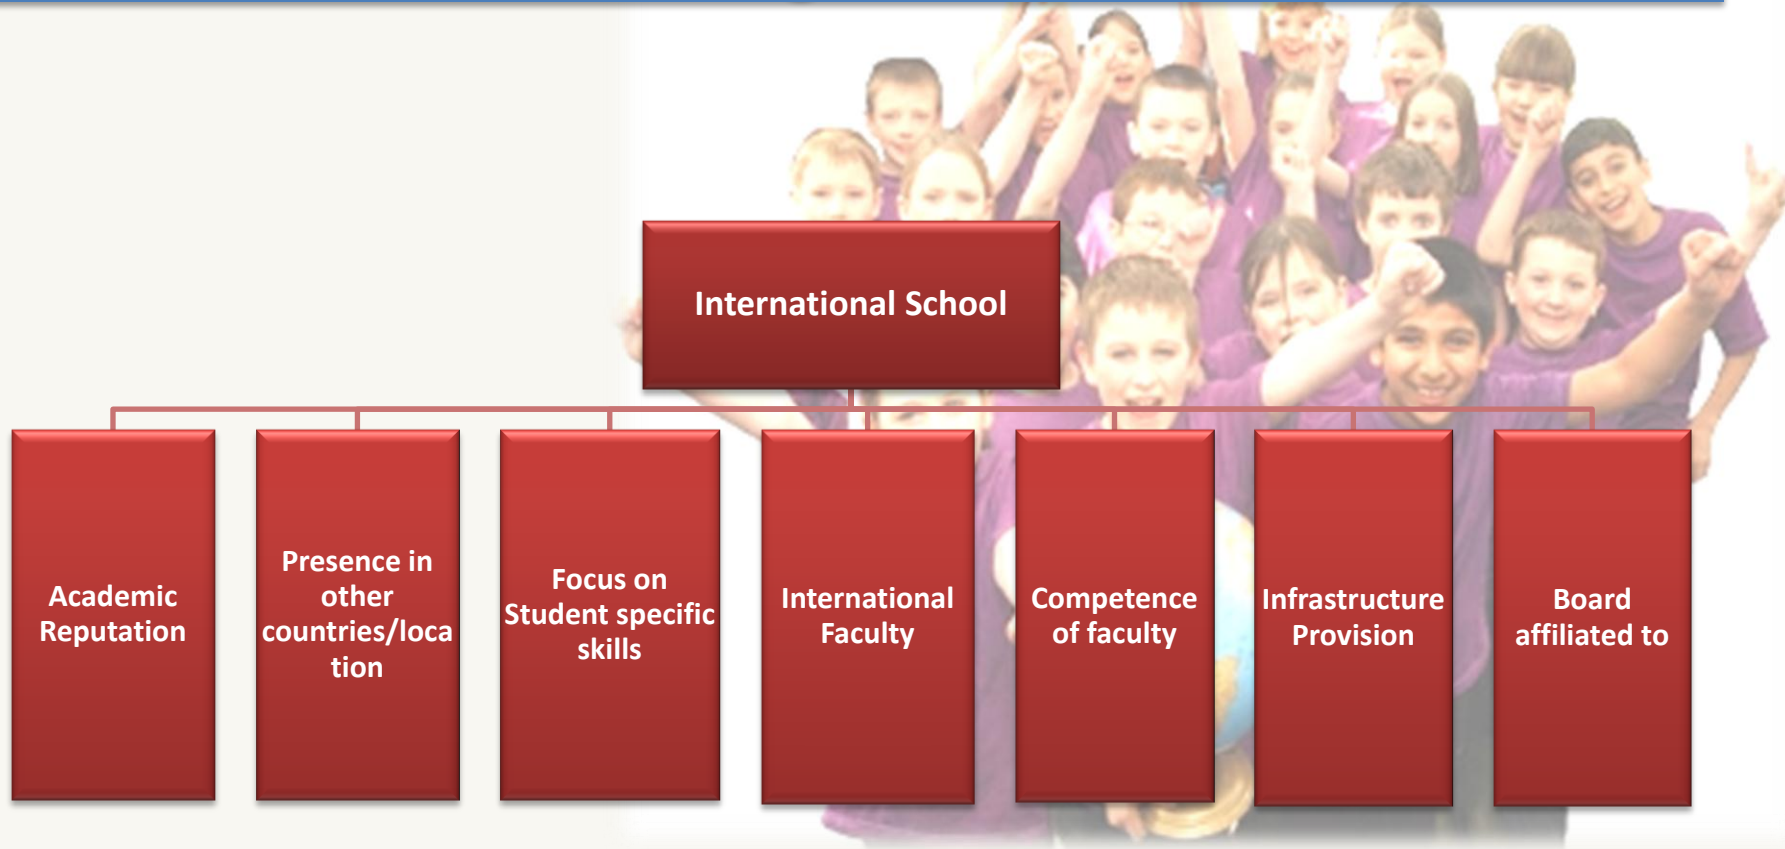 International School
Academic
Reputation
Presence in
other
countries/loca
tion
Focus on
Student specific
skills
International
Faculty
Competence
of faculty
Infrastructure
Provision
Board
affiliated to